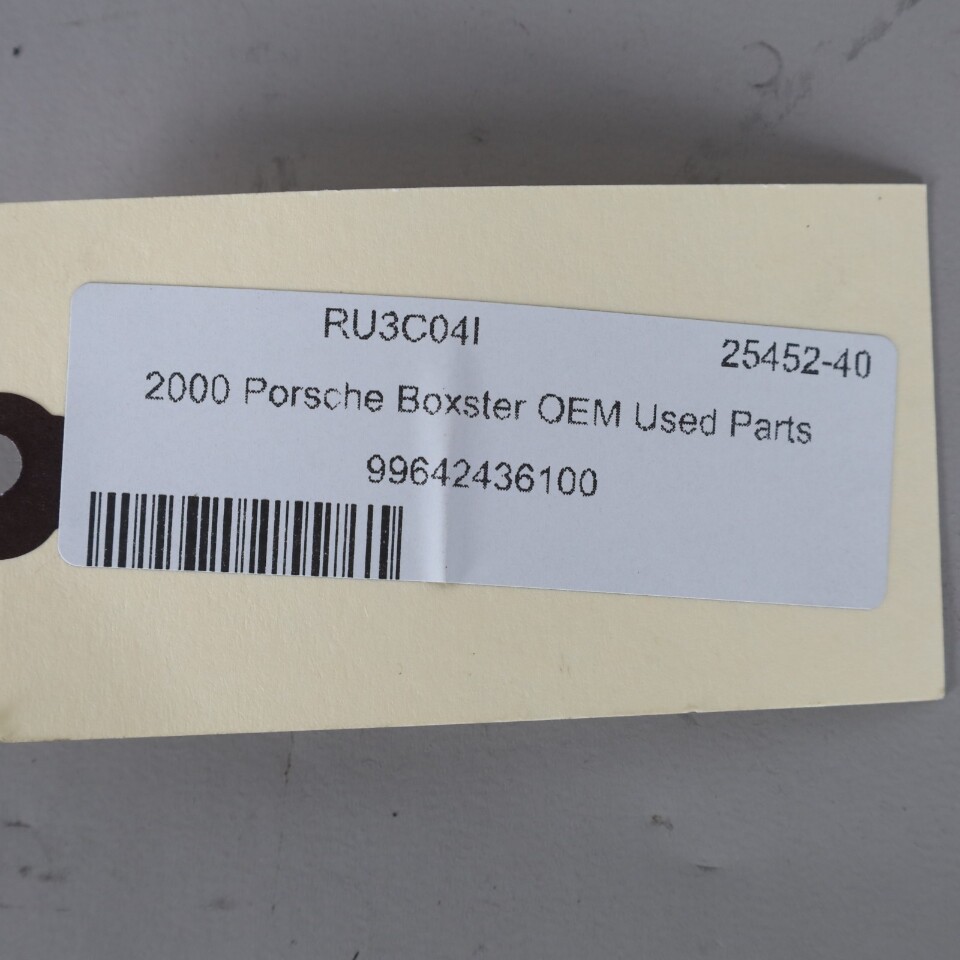 RU3C04I
25452-40
2000 Porsche Boxster OEM Used Parts
99642436100